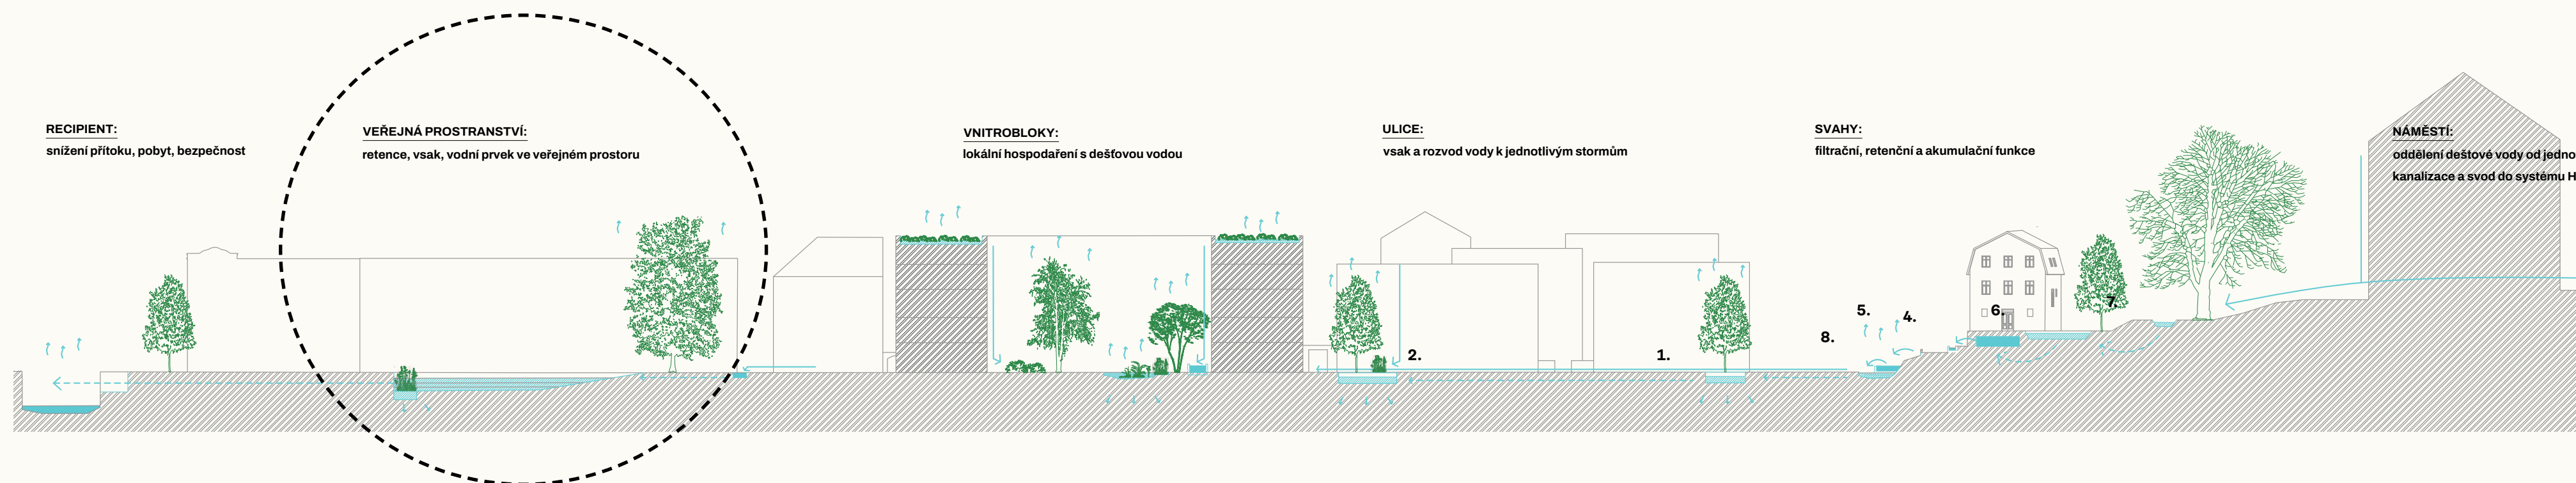 RECIPIENT:
snížení přítoku, pobyt, bezpečnost
VEŘEJNÁ PROSTRANSTVÍ:
retence, vsak, vodní prvek ve veřejném prostoru
VNITROBLOKY:
lokální hospodaření s dešťovou vodou
ULICE:
vsak a rozvod vody k jednotlivým stormům
SVAHY:
filtrační, retenční a akumulační funkce
NÁMĚSTÍ:
oddělení deštové vody od jedno
kanalizace a svod do systému H
2.
1.
8.
5.
4.
6.
7.